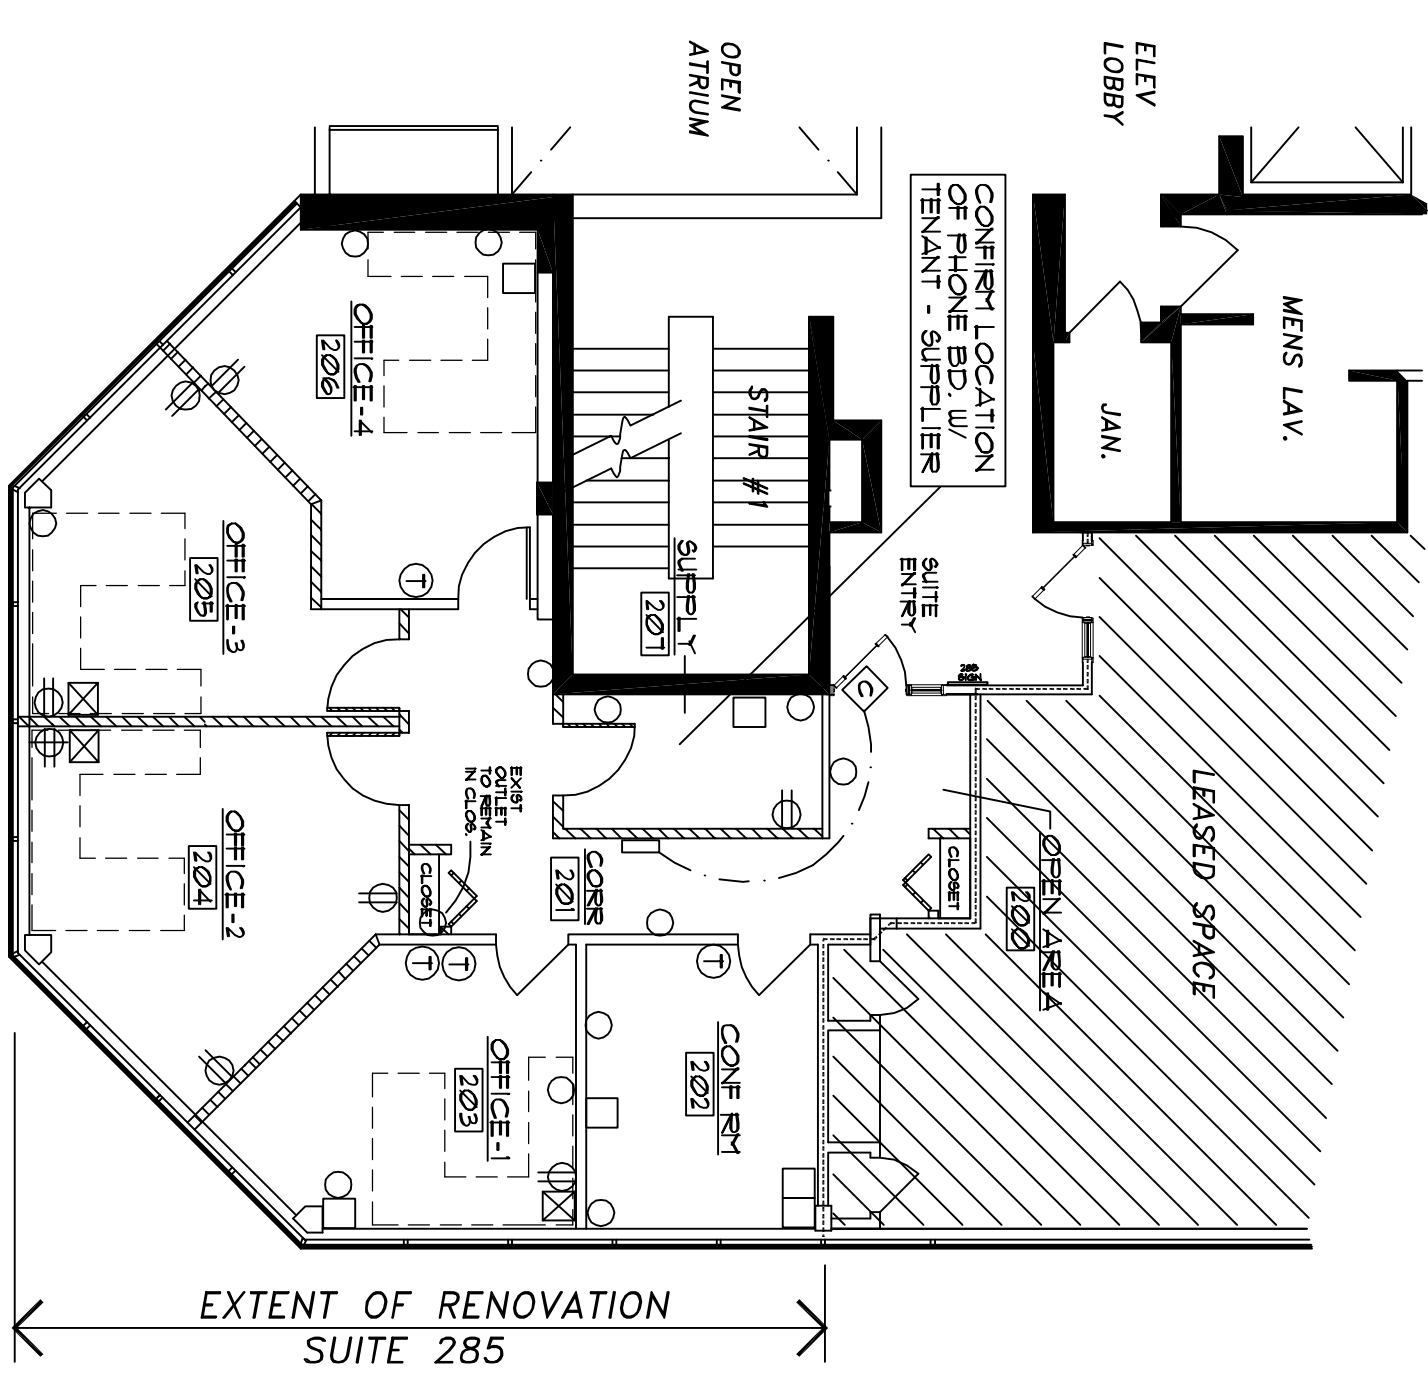 OPEN
ATRIUM
ELEV
LOBBY
CONFIRM LOCATION
OF PHONE BD. W/
TENANT - SUPPLIER
MENS LAV.
JAN.
OFFICE-4
206
STAIR #1
SUPPLY
207
SUITE
ENTRY
285
SIGN
C
OFFICE-3
205
T
LEASED SPACE
EXIST
OUTLET
TO REMAIN
IN CLOS.
OFFICE-2
204
CLOSET
CORR
201
CLOSET
OPEN AREA
200
T
T
T
OFFICE-1
203
CONF RM
202
EXTENT OF RENOVATION
SUITE 285